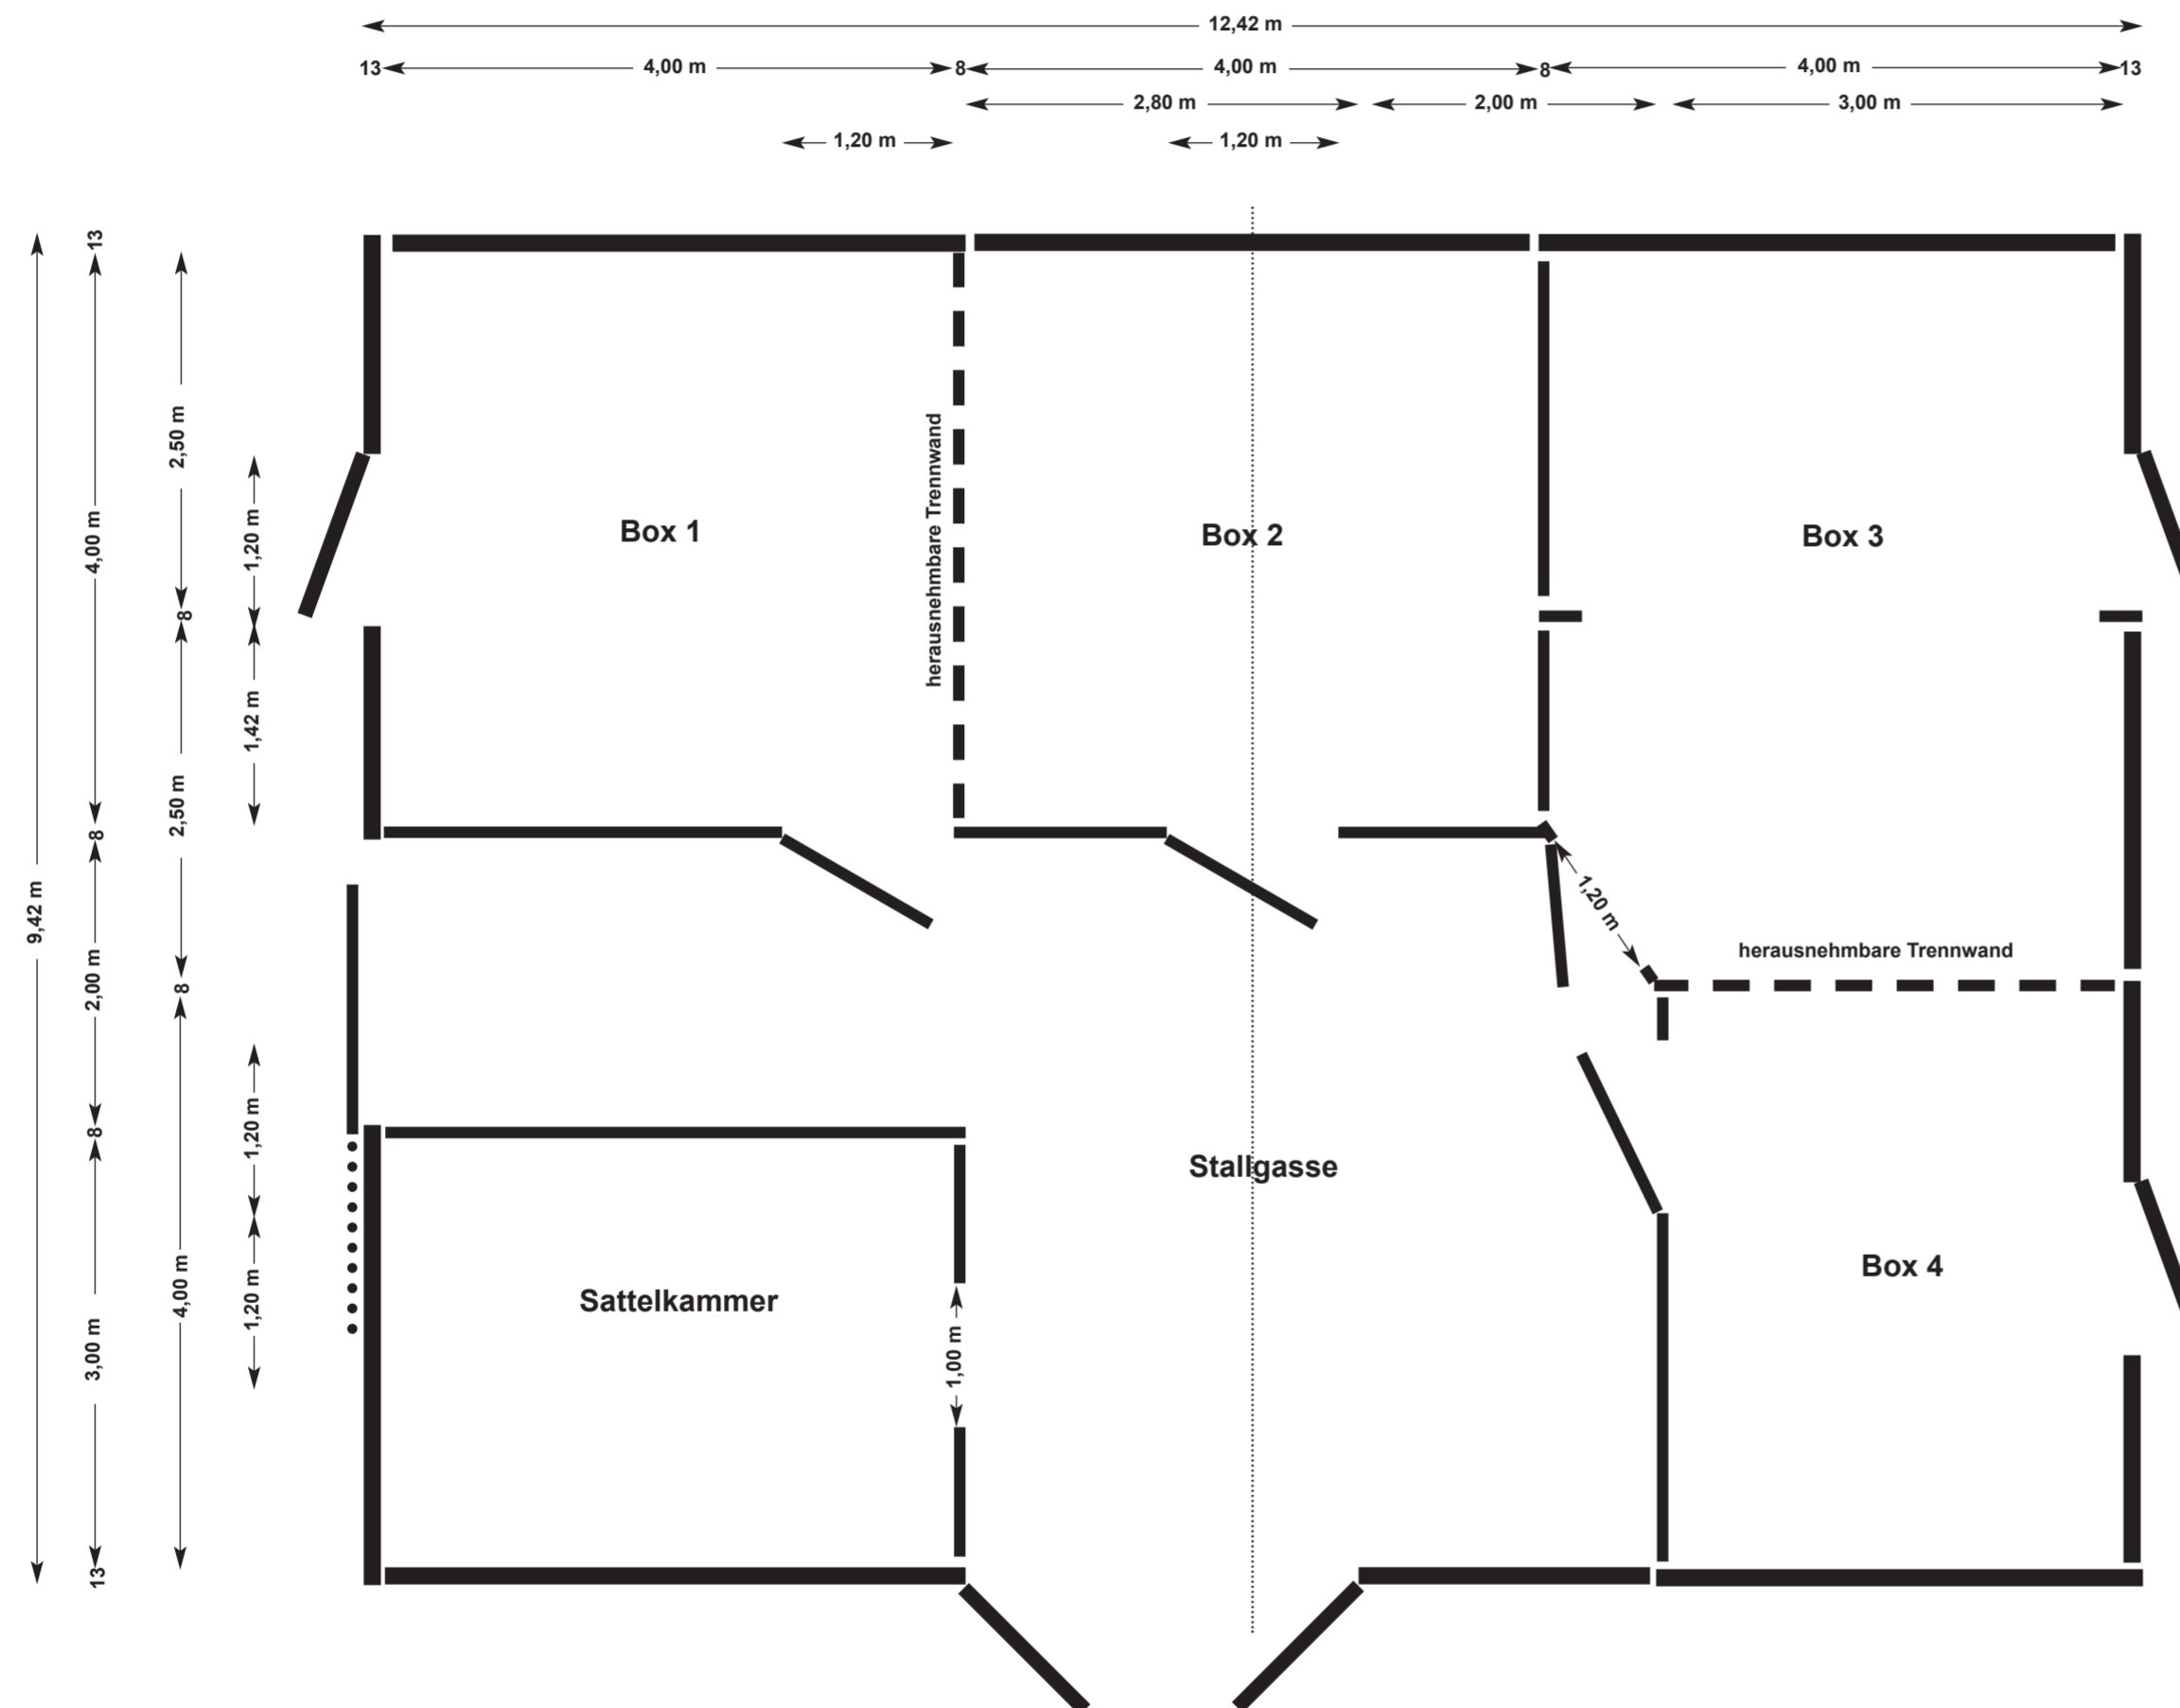 12,42 m
13 4,00 m 8 4,00 m 8 4,00 m 13
2,80 m 2,00 m 3,00 m
1,20 m 1,20 m
9,42 m
13
4,00 m
8
2,00 m
8
3,00 m
13
2,50 m
8
2,50 m
8
4,00 m
1,20 m
1,42 m
1,20 m
1,20 m
Box 1
herausnehmbare Trennwand
Box 2
Box 3
1,20 m
herausnehmbare Trennwand
Stallgasse
Box 4
Sattelkammer
1,00 m